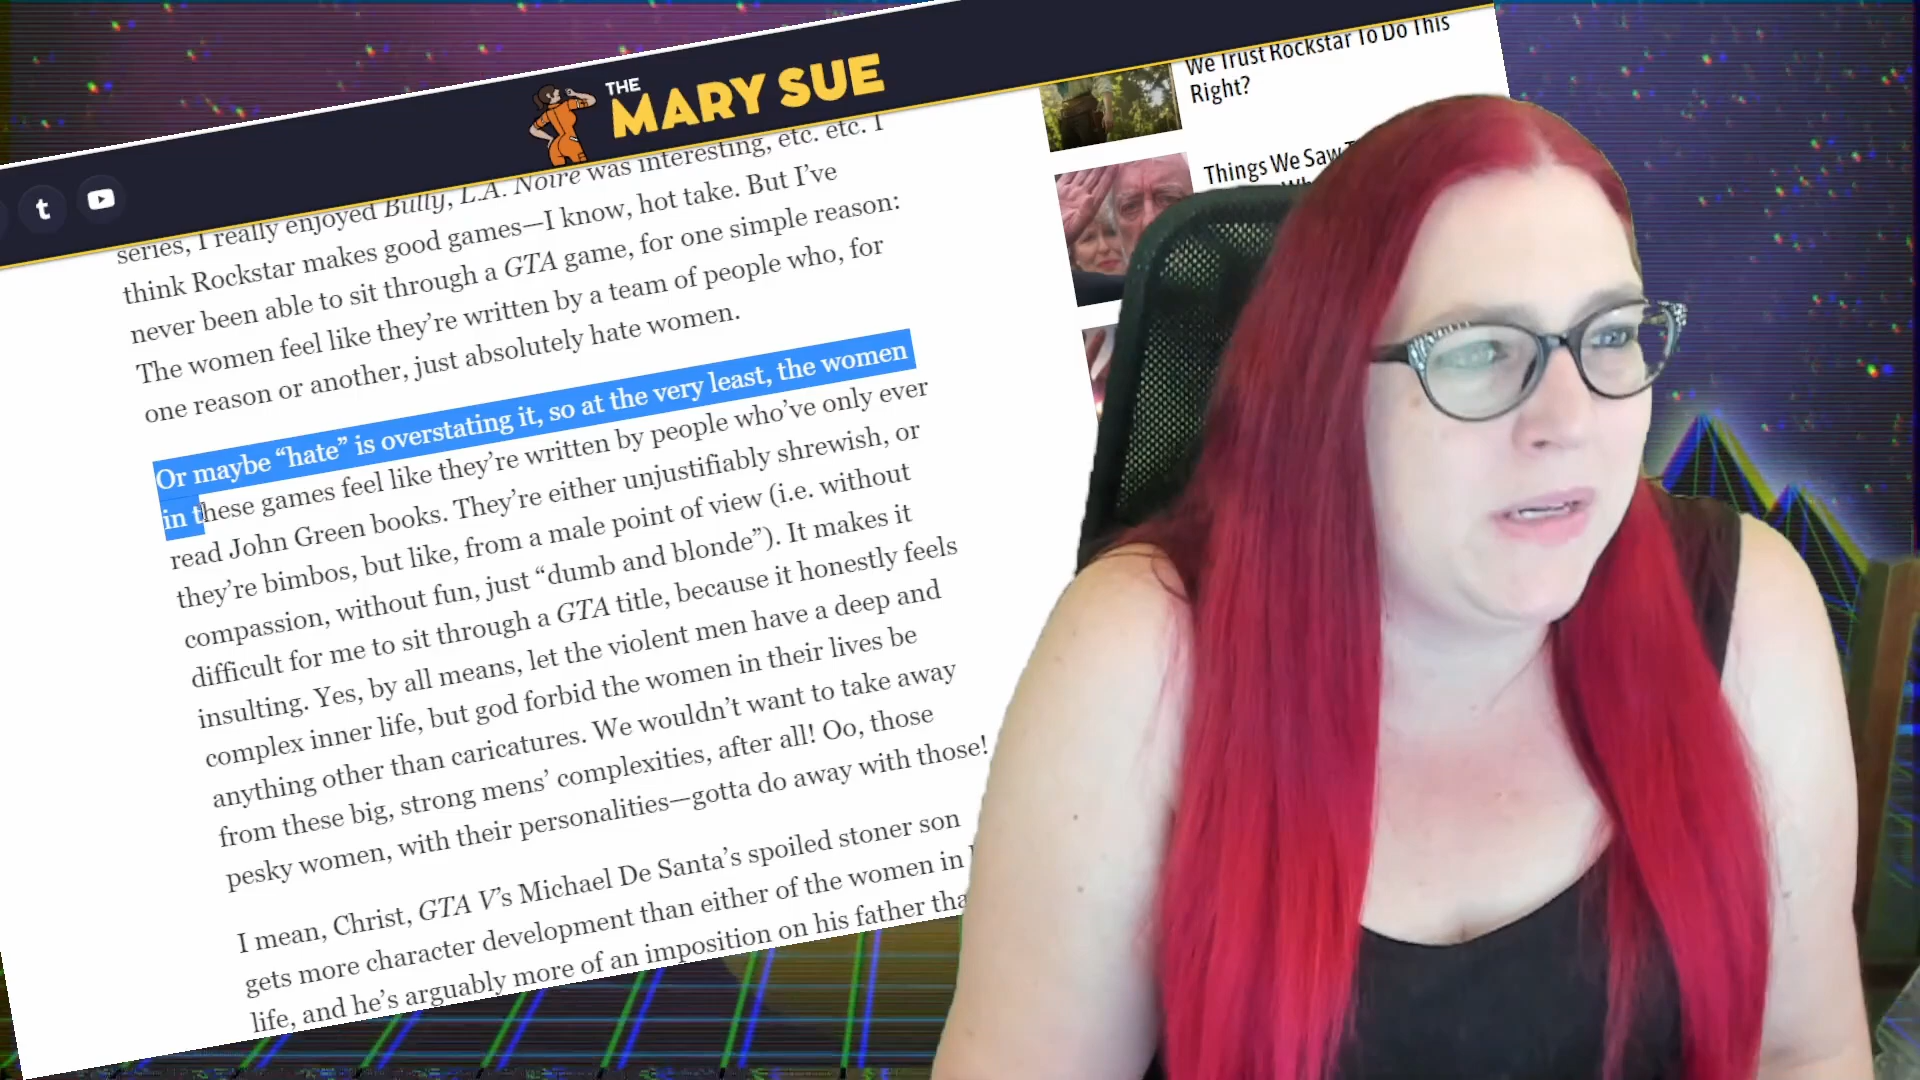 THE
MARY SUE
t
series, I really enjoyed Bully, L.A. Noire was interesting, etc. etc. I
think Rockstar makes good games—I know, hot take. But I've
never been able to sit through a GTA game, for one simple reason:
The women feel like they're written by a team of people who, for
one reason or another, just absolutely hate women.
Or maybe “hate” is overstating it, so at the very least, the women
in these games feel like they're written by people who've only ever
read John Green books. They're either unjustifiably shrewish, or
they're bimbos, but like, from a male point of view (i.e. without
compassion, without fun, just “dumb and blonde”). It makes it
difficult for me to sit through a GTA title, because it honestly feels
insulting. Yes, by all means, let the violent men have a deep and
complex inner life, but god forbid the women in their lives be
anything other than caricatures. We wouldn't want to take away
from these big, strong mens' complexities, after all! Oo, those
pesky women, with their personalities—gotta do away with those!
I mean, Christ, GTA V's Michael De Santa's spoiled stoner son
gets more character development than either of the women in
life, and he's arguably more of an imposition on his father
We Trust Rockstar To Do This
Right?
Things We Saw